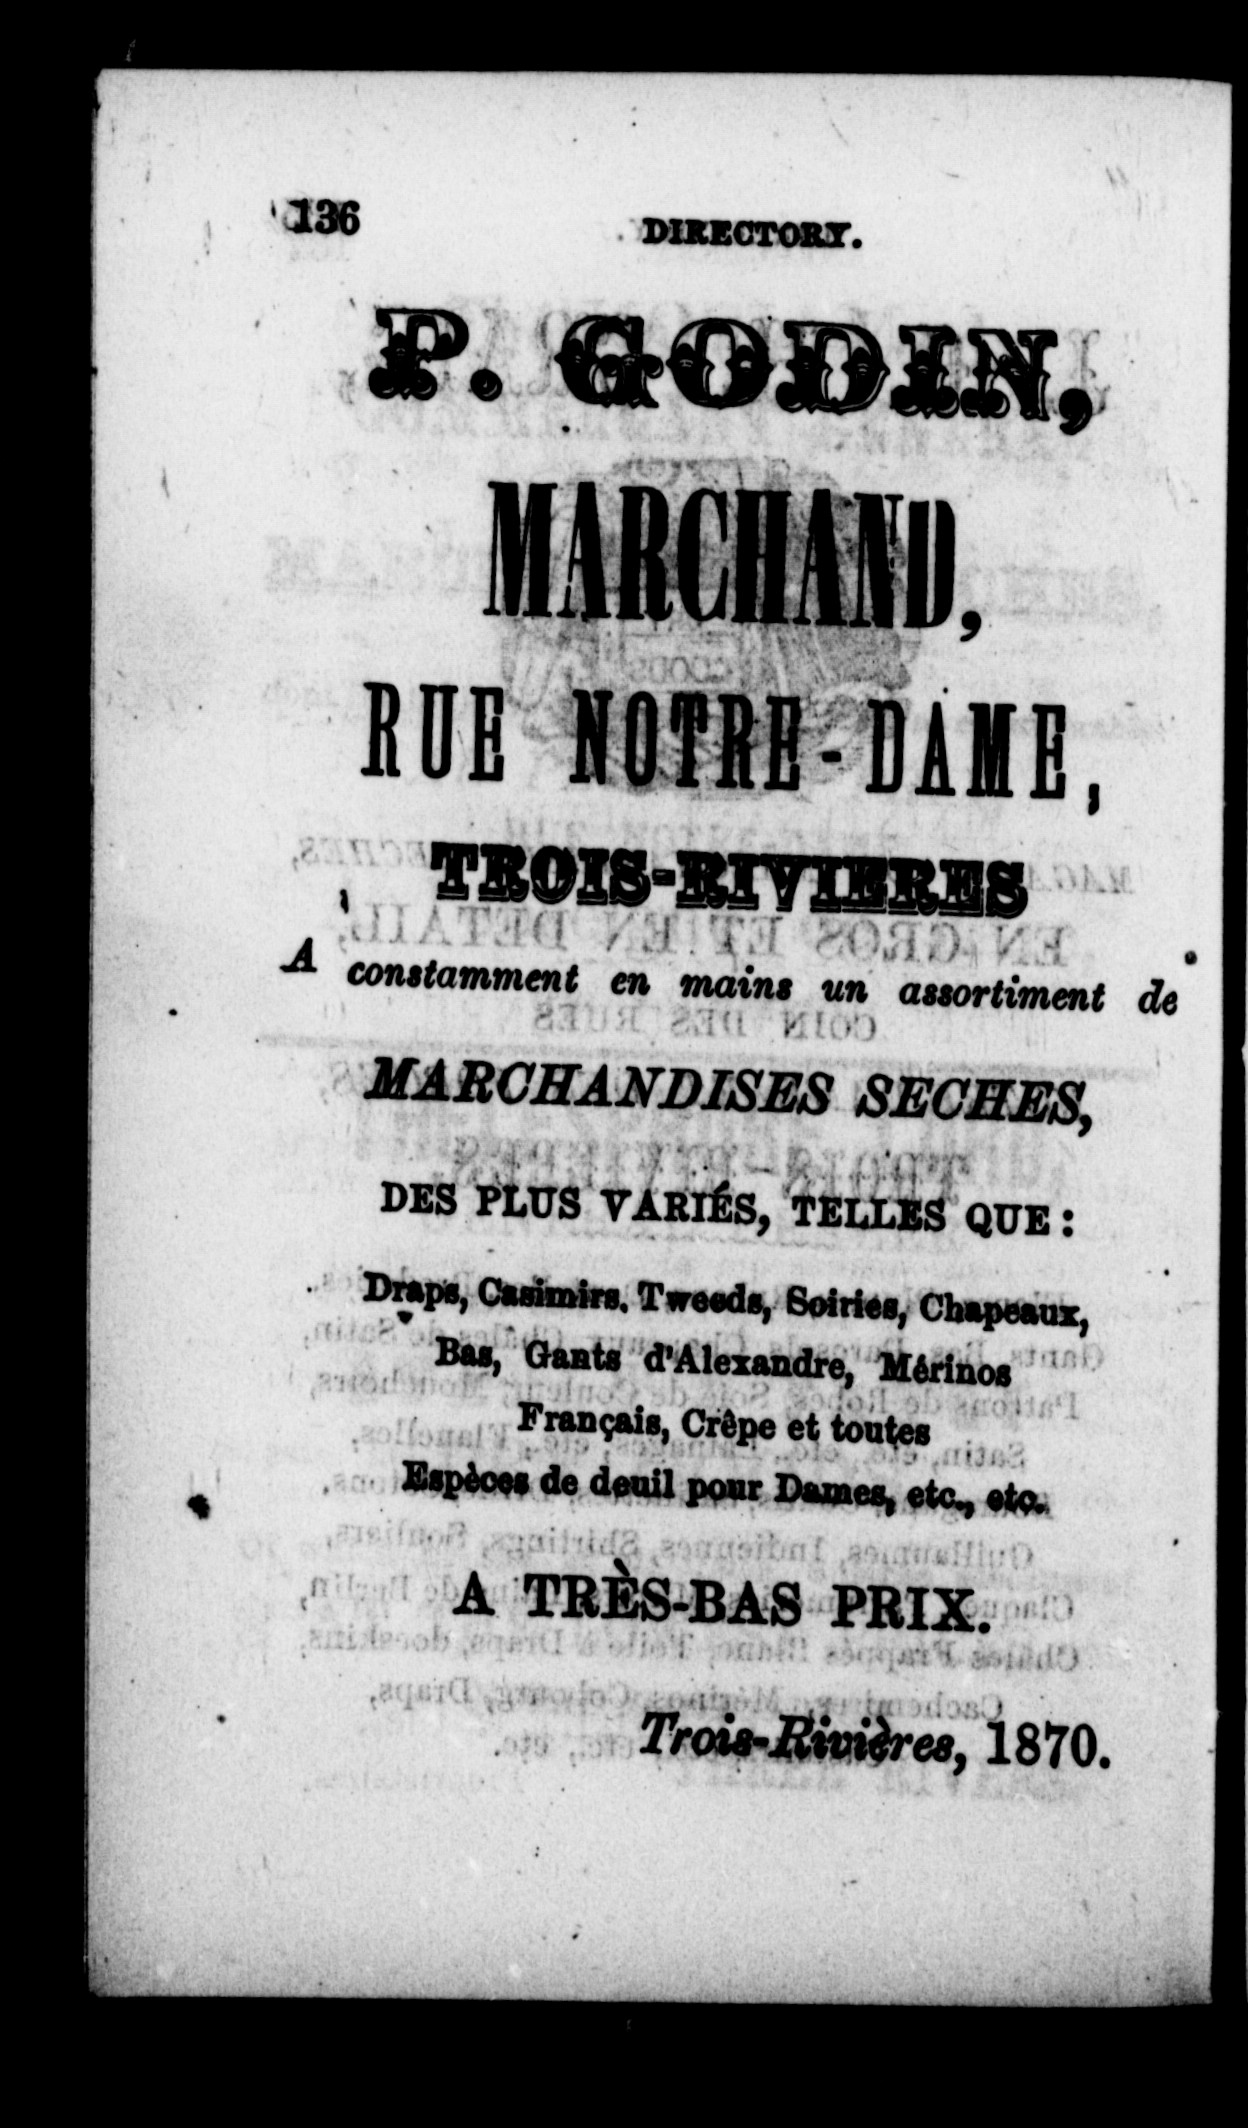 136 DIRECTORY.
P. GODIN,
MARCHAND,
RUE NOTRE-DAME,
TROIS-RIVIERES
A constamment en mains un assortiment de
MARCHANDISES SECHES,
DES PLUS VARIÉS, TELLES QUE :
Draps, Casimirs. Tweeds, Soiries, Chapeaux,
Bas, Gants d'Alexandre, Mérinos
Français, Crêpe et toutes
Espèces de deuil pour Dames, etc., etc.
A TRÈS-BAS PRIX.
Trois-Rivières, 1870.